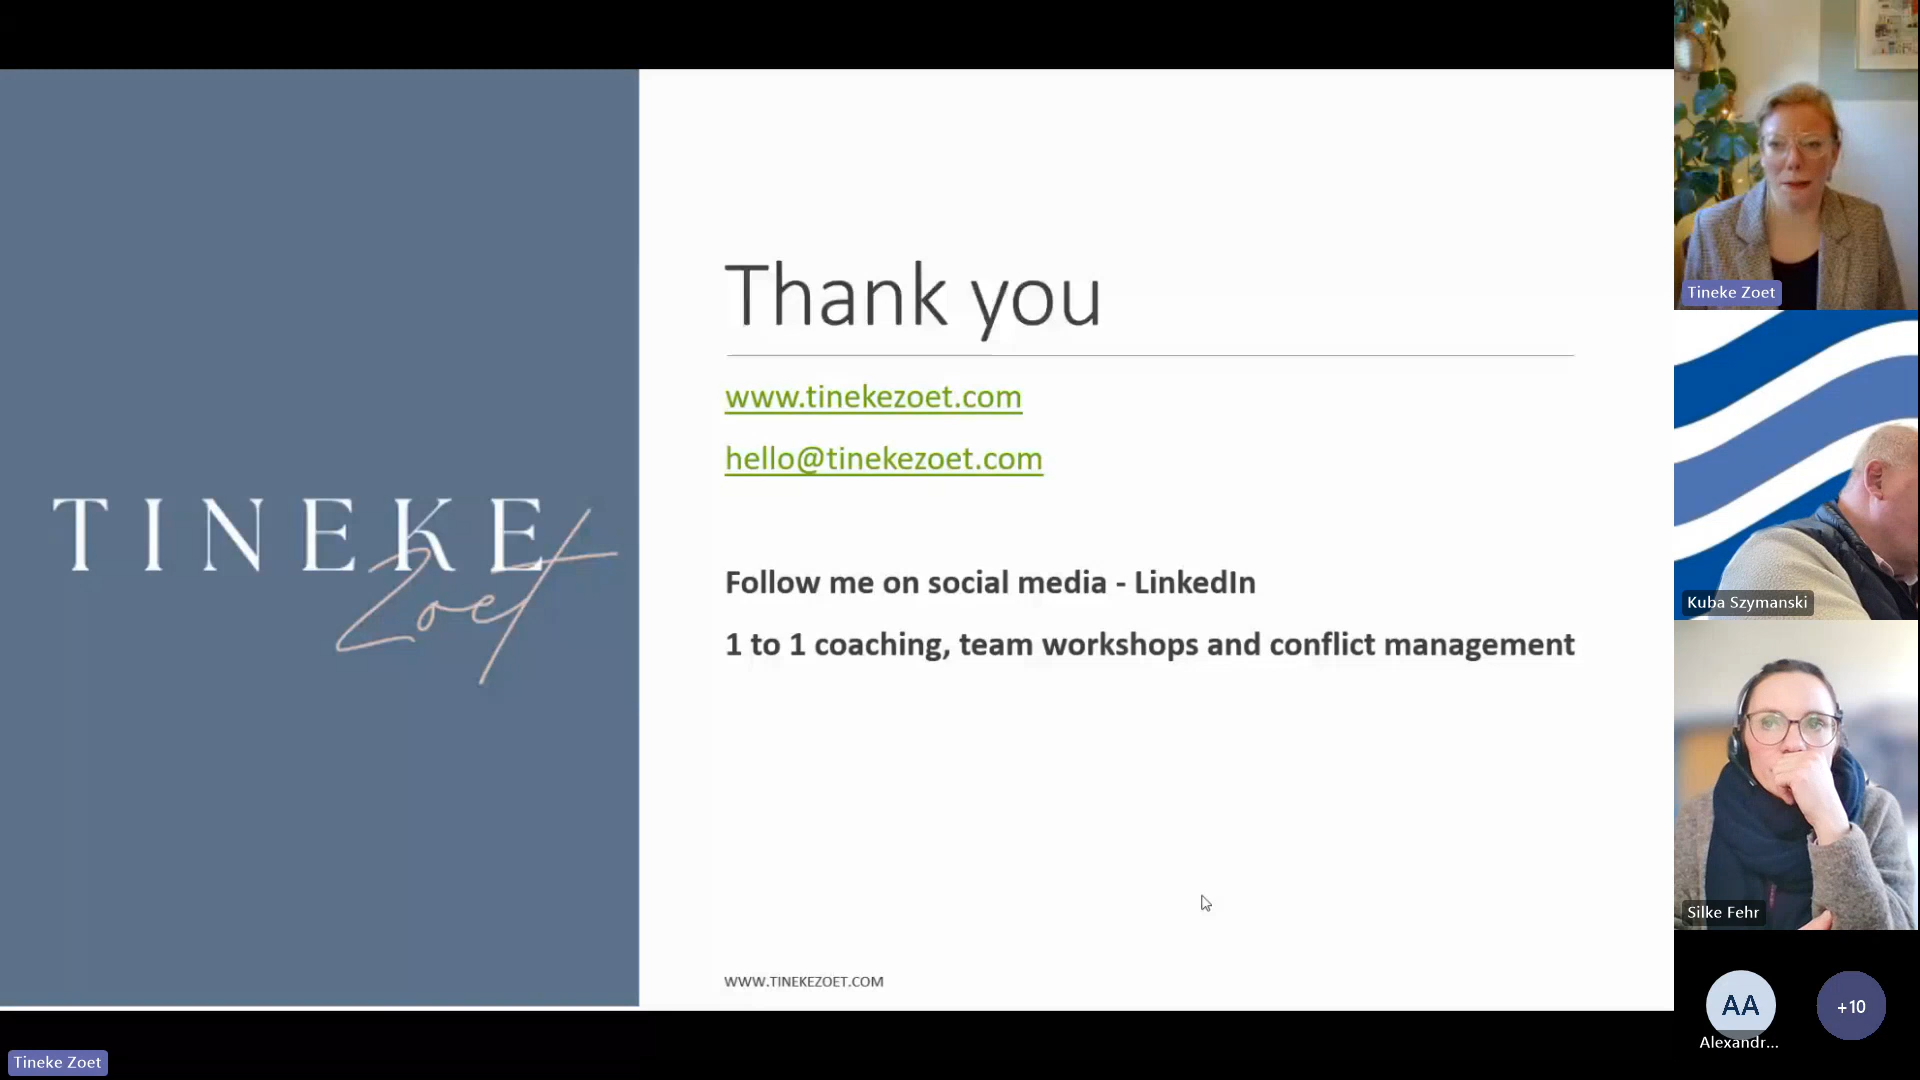 TINEKE
Zoet
Thank you
www.tinekezoet.com
hello@tinekezoet.com
Follow me on social media - LinkedIn
1 to 1 coaching, team workshops and conflict management
WWW.TINEKEZOET.COM
Tineke Zoet
Tineke Zoet
Kuba Szymanski
Silke Fehr
AA
Alexandr...
+10